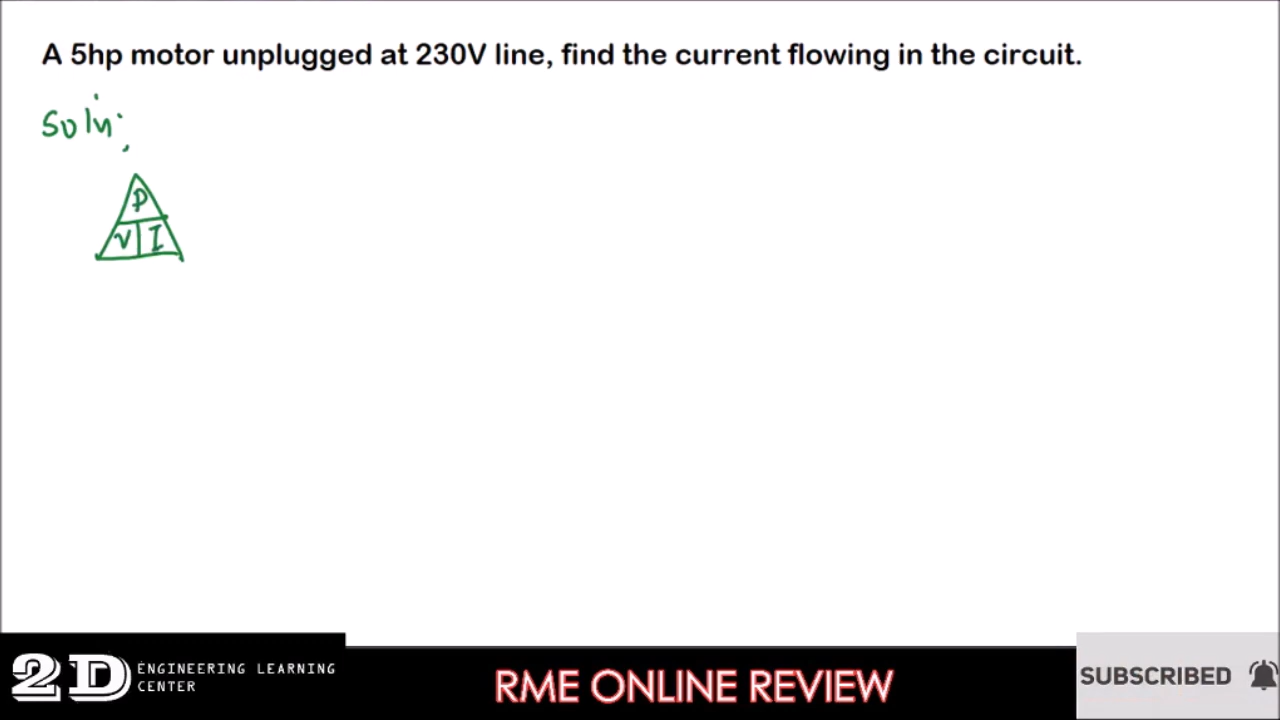 A 5hp motor unplugged at 230V line, find the current flowing in the circuit.
Soln:
P
V I
2D ENGINEERING LEARNING
CENTER
RME ONLINE REVIEW
SUBSCRIBED